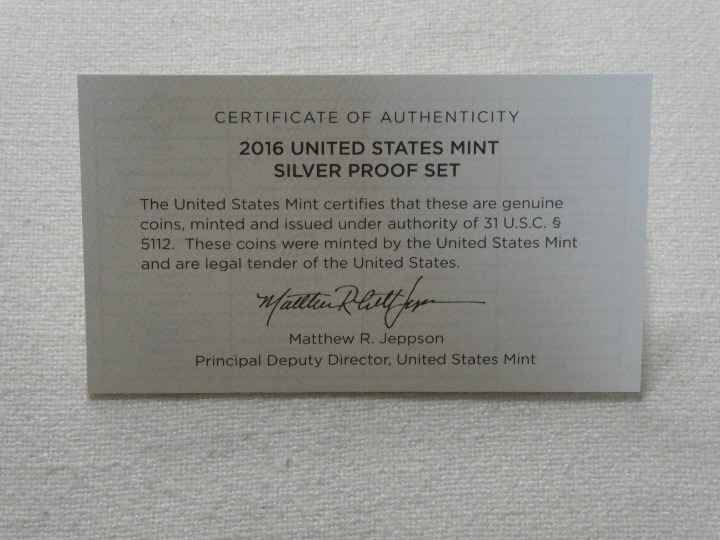 CERTIFICATE OF AUTHENTICITY
2016 UNITED STATES MINT
SILVER PROOF SET
The United States Mint certifies that these are genuine
coins, minted and issued under authority of 31 U.S.C. §
5112. These coins were minted by the United States Mint
and are legal tender of the United States.
Matthew R. Jeppson
Principal Deputy Director, United States Mint